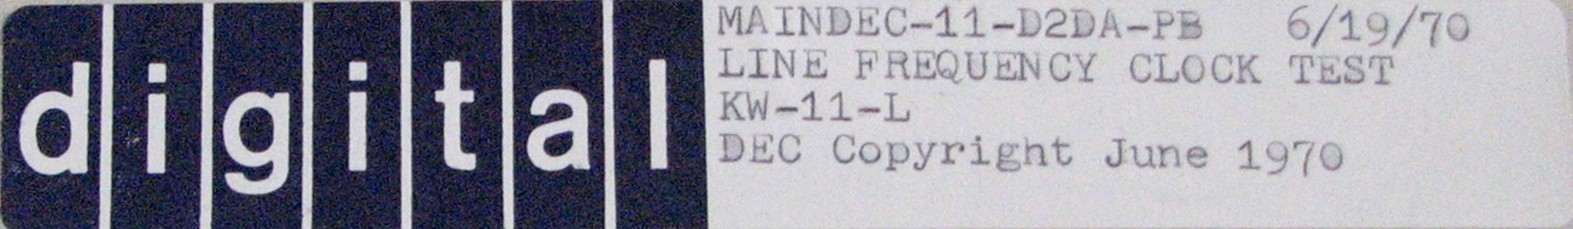 digital
MAINDEC-11-D2DA-PB 6/19/70
LINE FREQUENCY CLOCK TEST
KW-11-L
DEC Copyright June 1970